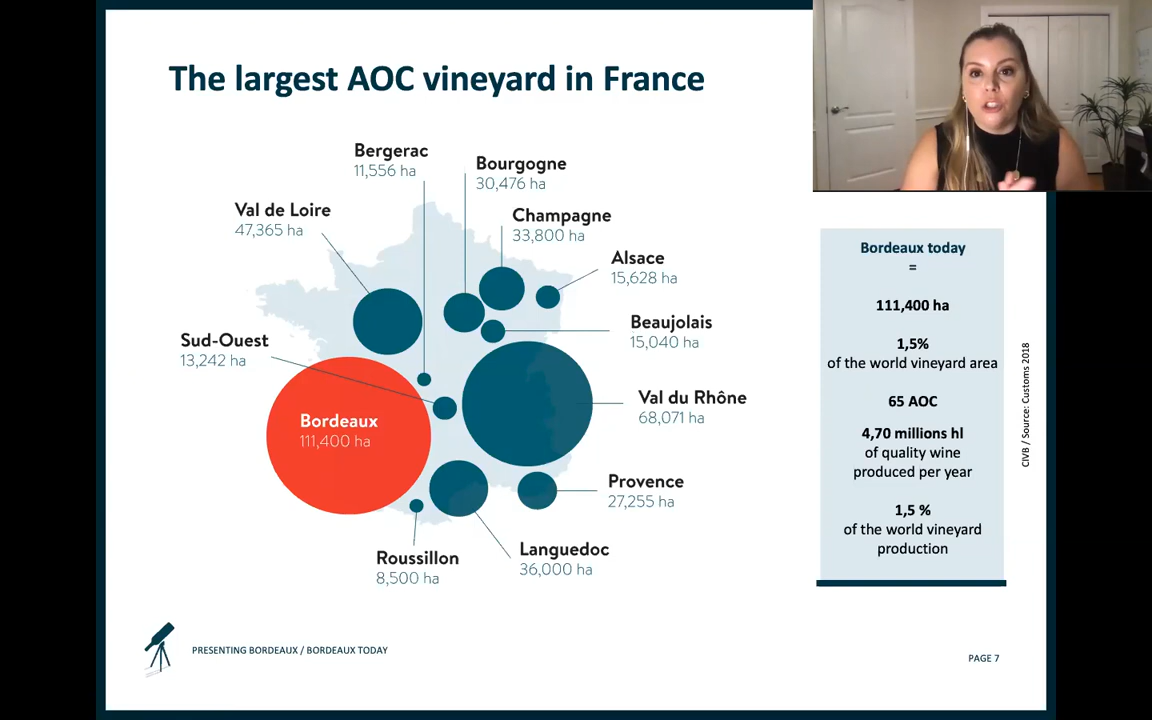 The largest AOC vineyard in France
Bergerac
11,556 ha
Bourgogne
30,476 ha
Val de Loire
47,365 ha
Champagne
33,800 ha
Alsace
15,628 ha
Beaujolais
15,040 ha
Sud-Ouest
13,242 ha
Val du Rhône
68,071 ha
Bordeaux
111,400 ha
Provence
27,255 ha
Languedoc
36,000 ha
Roussillon
8,500 ha
Bordeaux today
=
111,400 ha
1,5%
of the world vineyard area
65 AOC
4,70 millions hl
of quality wine
produced per year
1,5 %
of the world vineyard
production
CIVB / Source: Customs 2018
PRESENTING BORDEAUX / BORDEAUX TODAY
PAGE 7